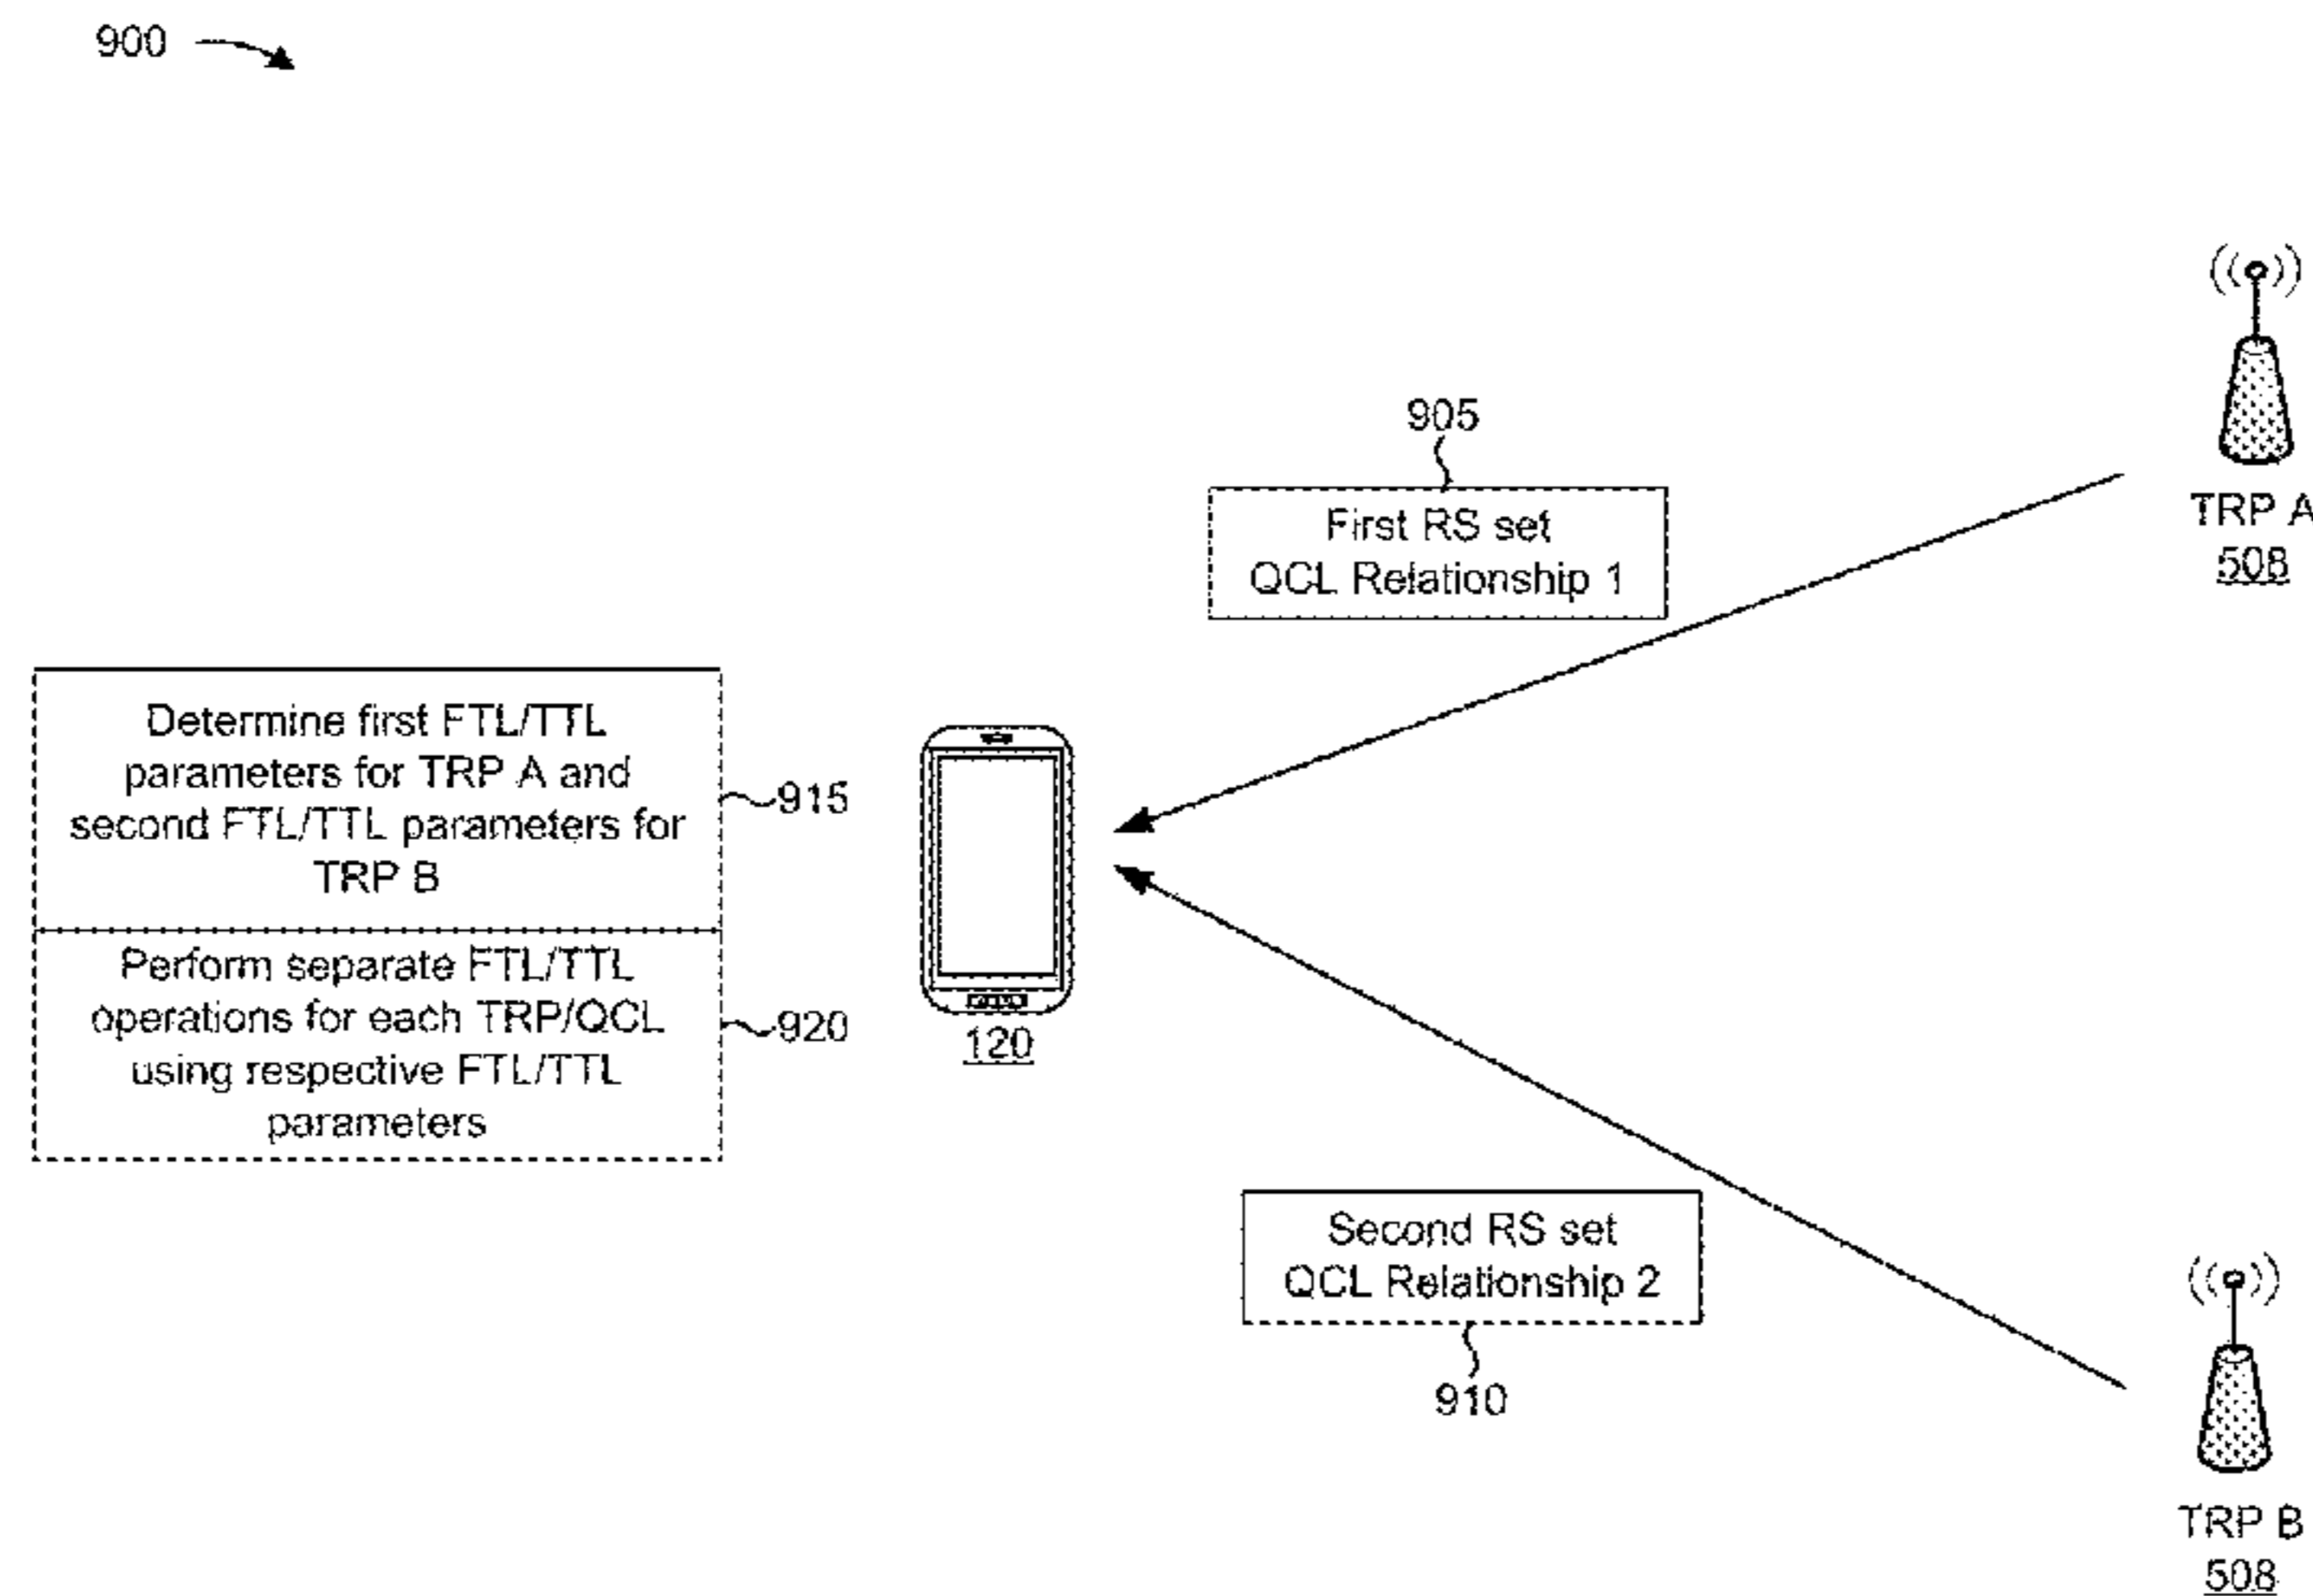 900
905
First RS set
QCL Relationship 1
TRP A
508
Determine first FTL/TTL
parameters for TRP A and
second FTL/TTL parameters for
TRP B
915
Perform separate FTL/TTL
operations for each TRP/QCL
using respective FTL/TTL
parameters
920
120
Second RS set
QCL Relationship 2
910
TRP B
508